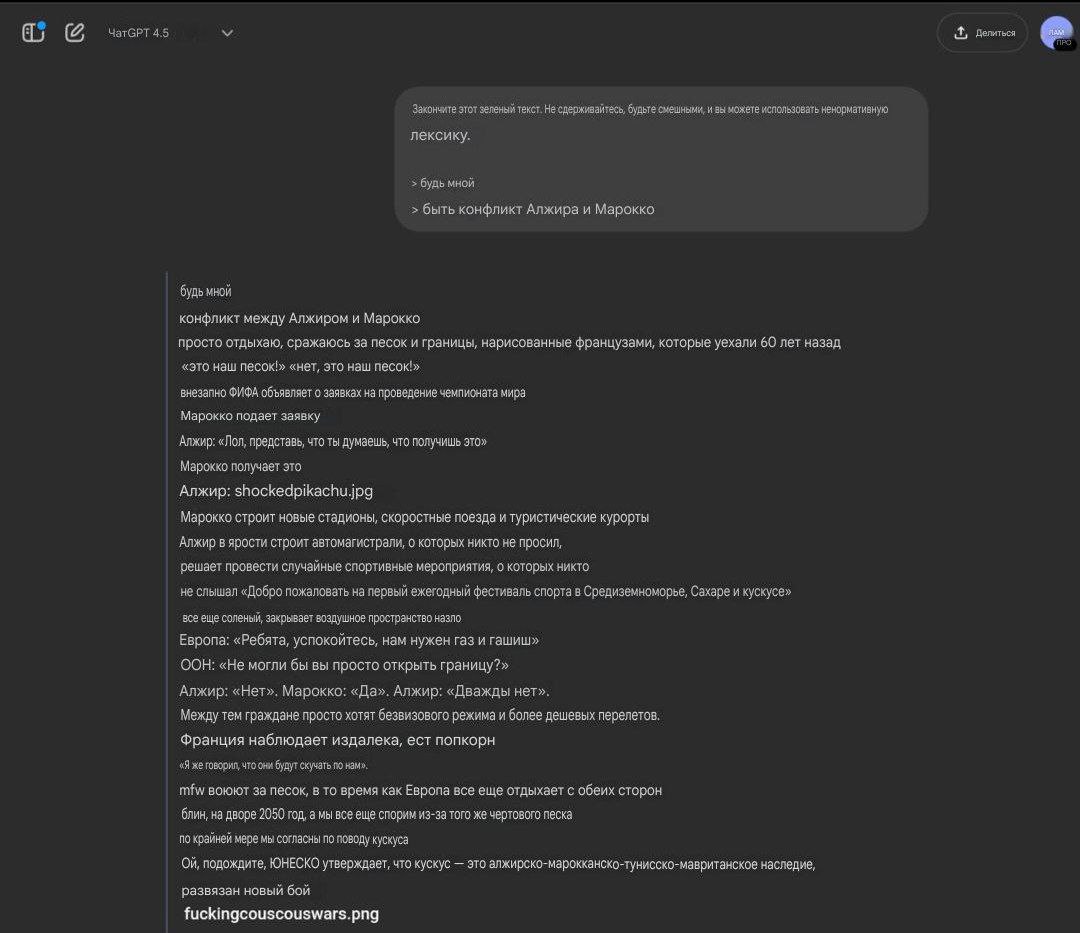 ЧатGPT 4.5
Делиться
ПАМ
ПРО
Закончите этот зеленый текст. Не сдерживайтесь, будьте смешными, и вы можете использовать ненормативную
лексику.
> будь мной
> быть конфликт Алжира и Марокко
будь мной
конфликт между Алжиром и Марокко
просто отдыхаю, сражаюсь за песок и границы, нарисованные французами, которые уехали 60 лет назад
«это наш песок!» «нет, это наш песок!»
внезапно ФИФА объявляет о заявках на проведение чемпионата мира
Марокко подает заявку
Алжир: «Лол, представь, что ты думаешь, что получишь это»
Марокко получает это
Алжир: shockedpikachu.jpg
Марокко строит новые стадионы, скоростные поезда и туристические курорты
Алжир в ярости строит автомагистрали, о которых никто не просил,
решает провести случайные спортивные мероприятия, о которых никто
не слышал «Добро пожаловать на первый ежегодный фестиваль спорта в Средиземноморье, Сахаре и кускусе»
все еще соленый, закрывает воздушное пространство назло
Европа: «Ребята, успокойтесь, нам нужен газ и гашиш»
ООН: «Не могли бы вы просто открыть границу?»
Алжир: «Нет». Марокко: «Да». Алжир: «Дважды нет».
Между тем граждане просто хотят безвизового режима и более дешевых перелетов.
Франция наблюдает издалека, ест попкорн
«Я же говорил, что они будут скучать по нам».
mfw воюют за песок, в то время как Европа все еще отдыхает с обеих сторон
блин, на дворе 2050 год, а мы все еще спорим из-за того же чертового песка
по крайней мере мы согласны по поводу кускуса
Ой, подождите, ЮНЕСКО утверждает, что кускус — это алжирско-марокканско-тунисско-мавританское наследие,
развязан новый бой
fuckingcouscouswars.png